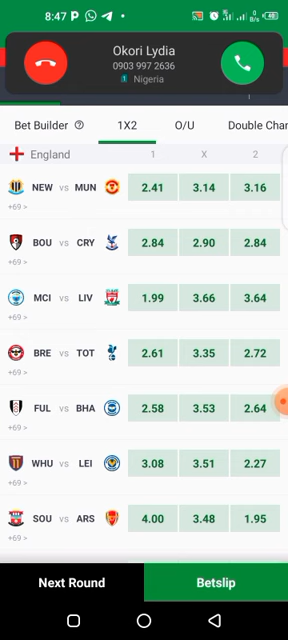 8:47
48
Okori Lydia
0903 997 2636
1 Nigeria
Bet Builder 1X2 O/U Double Chan
England 1 X 2
NEW vs MUN 2.41 3.14 3.16
+69 >
BOU vs CRY 2.84 2.90 2.84
+69 >
MCI vs LIV 1.99 3.66 3.64
+69 >
BRE vs TOT 2.61 3.35 2.72
+69 >
FUL vs BHA 2.58 3.53 2.64
+69 >
WHU vs LEI 3.08 3.51 2.27
+69 >
SOU vs ARS 4.00 3.48 1.95
+69 >
Next Round Betslip